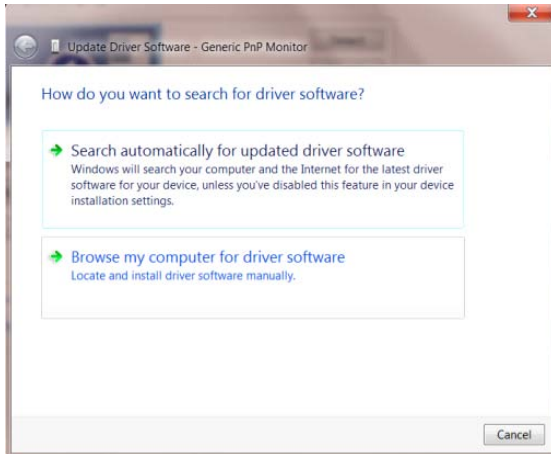 Update Driver Software - Generic PnP Monitor
How do you want to search for driver software?
Search automatically for updated driver software
Windows will search your computer and the Internet for the latest driver
software for your device, unless you've disabled this feature in your device
installation settings.
Browse my computer for driver software
Locate and install driver software manually.
Cancel